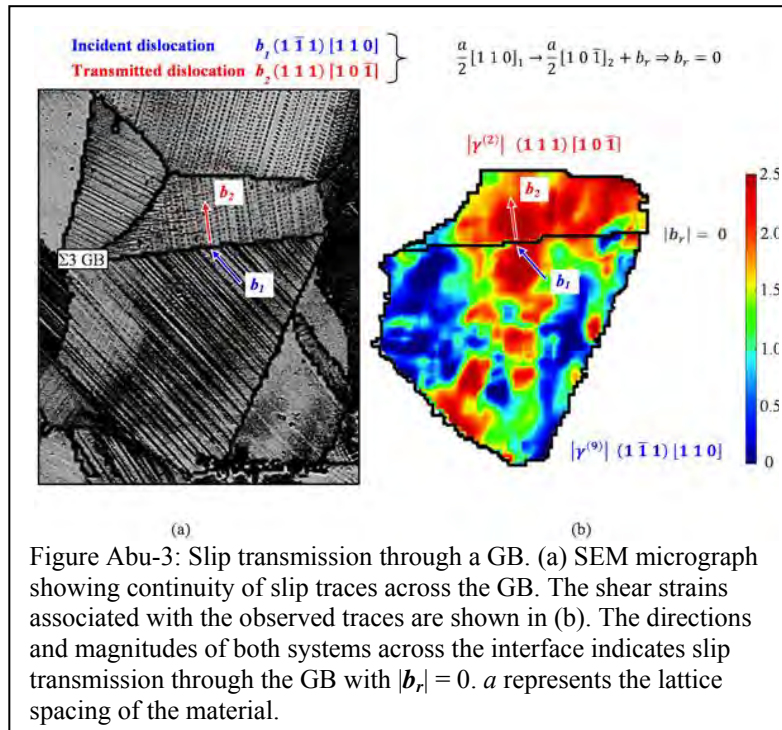 Incident dislocation b₁ (1 1̅ 1) [1 1 0]
Transmitted dislocation b₂ (1 1 1) [1 0 1̅]
a/2 [1 1 0]₁ → a/2 [1 0 1̅]₂ + bᵣ ⇒ bᵣ = 0
|γ⁽²⁾| (1 1 1) [1 0 1̅]
b₂
b₁
Σ3 GB
b₂
b₁
|bᵣ| = 0
2.5
2.0
1.5
1.0
0.5
0
|γ⁽⁹⁾| (1 1̅ 1) [1 1 0]
(a)
(b)
Figure Abu-3: Slip transmission through a GB. (a) SEM micrograph
showing continuity of slip traces across the GB. The shear strains
associated with the observed traces are shown in (b). The directions
and magnitudes of both systems across the interface indicates slip
transmission through the GB with |bᵣ| = 0. a represents the lattice
spacing of the material.